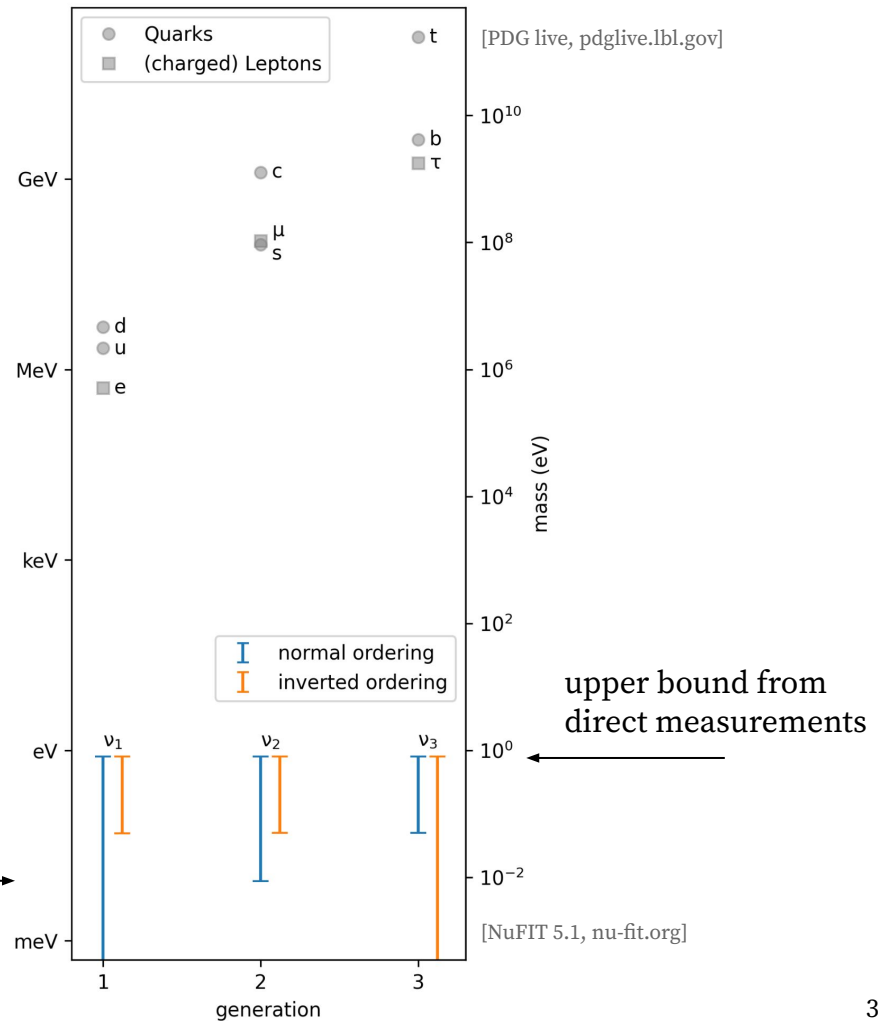 Quarks
(charged) Leptons
t
[PDG live, pdglive.lbl.gov]
10¹⁰
b
τ
GeV
c
μ
s
10⁸
d
u
MeV
10⁶
e
mass (eV)
10⁴
keV
10²
normal ordering
inverted ordering
upper bound from
direct measurements
ν₁
ν₂
ν₃
eV
10⁰
10⁻²
meV
[NuFIT 5.1, nu-fit.org]
1
2
3
generation
3